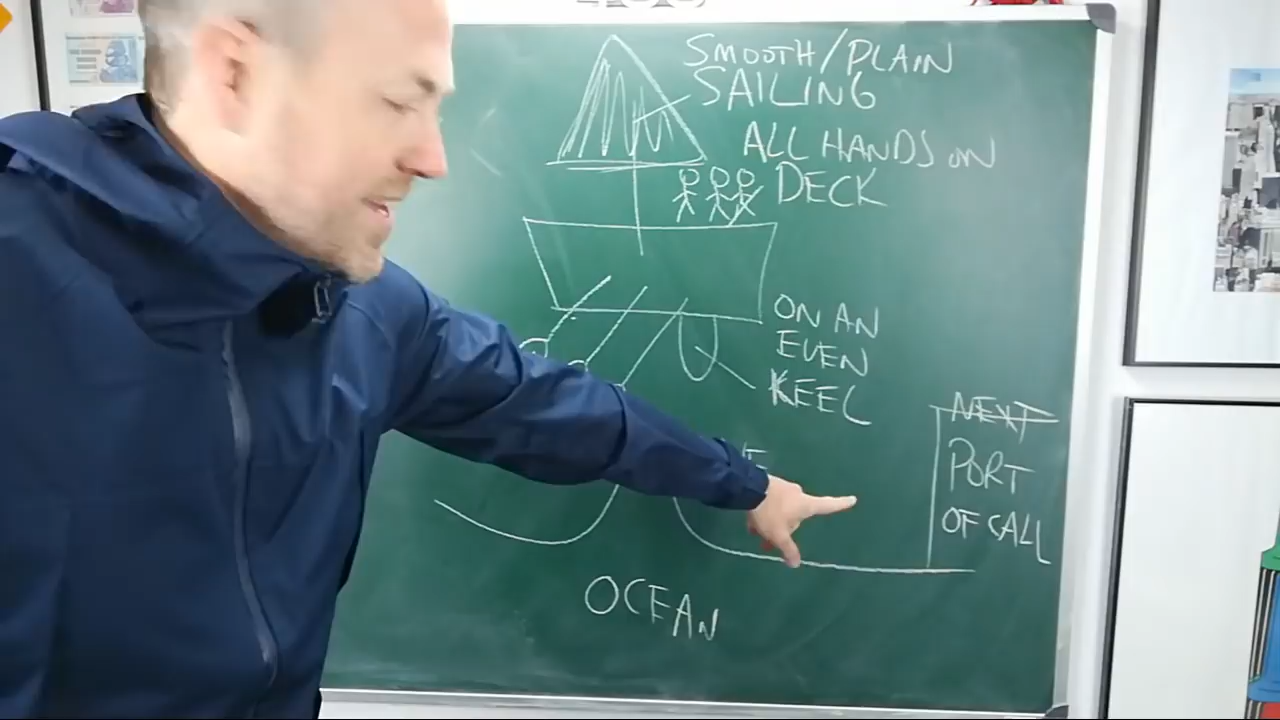 SMOOTH/PLAIN
SAILING
ALL HANDS ON
DECK
ON AN
EVEN
KEEL
NEXT
PORT
OF CALL
OCEAN